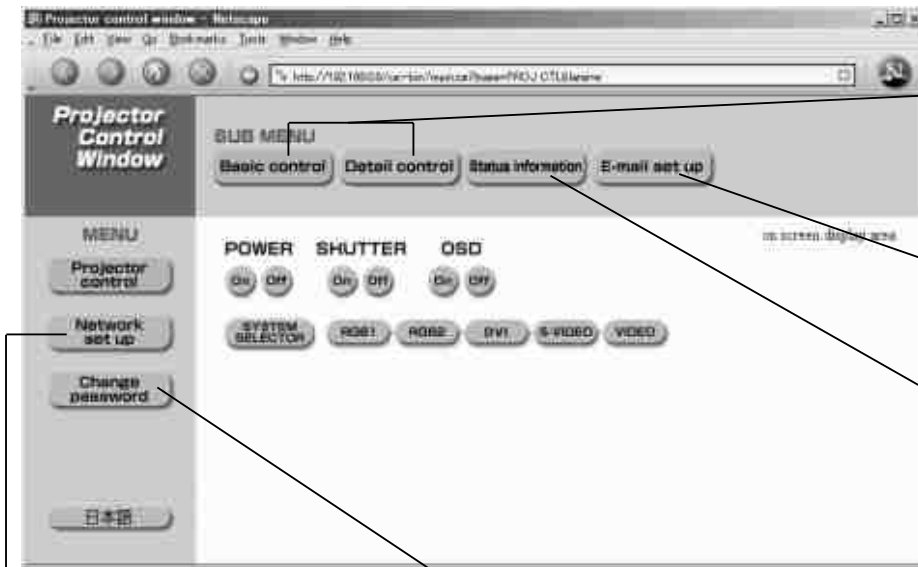 Projector control window - Netscape
File Edit View Go Bookmarks Tools Window Help
Projector
Control
Window
SUB MENU
Basic control Detail control Status information E-mail set up
MENU
Projector
control
Network
set up
Change
password
日本語
on screen display area
POWER SHUTTER OSD
On Off On Off On Off
SYSTEM
SELECTOR RGB1 RGB2 DVI S-VIDEO VIDEO